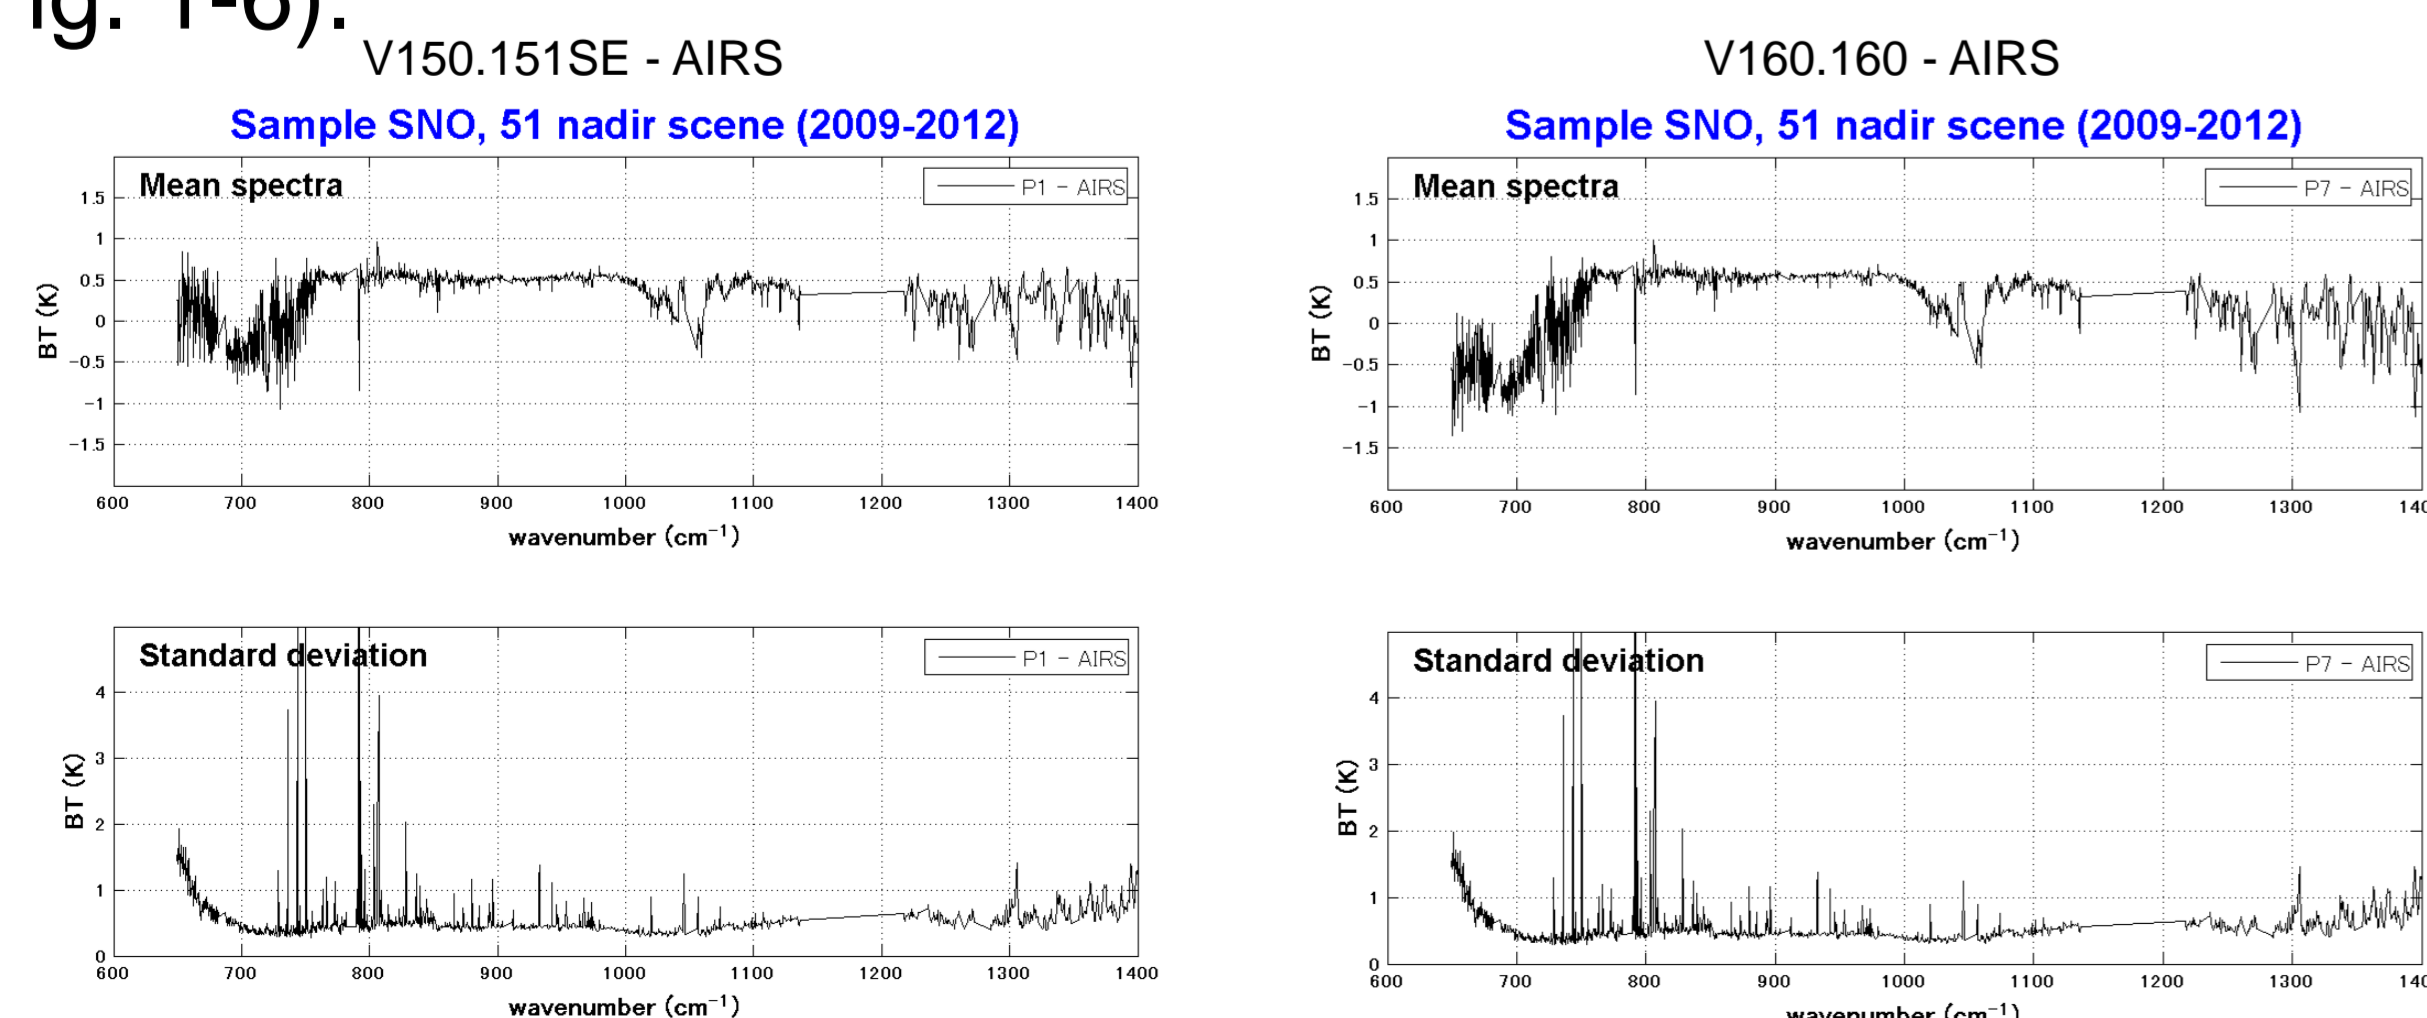 ig. 1-6).
V150.151SE - AIRS
Sample SNO, 51 nadir scene (2009-2012)
Mean spectra
P1 - AIRS
1.5
1
0.5
0
-0.5
-1
-1.5
BT (K)
600 700 800 900 1000 1100 1200 1300 1400
wavenumber (cm⁻¹)
Standard deviation
P1 - AIRS
4
3
2
1
0
BT (K)
600 700 800 900 1000 1100 1200 1300 1400
wavenumber (cm⁻¹)
V160.160 - AIRS
Sample SNO, 51 nadir scene (2009-2012)
Mean spectra
P7 - AIRS
1.5
1
0.5
0
-0.5
-1
-1.5
BT (K)
600 700 800 900 1000 1100 1200 1300 140
wavenumber (cm⁻¹)
Standard deviation
P7 - AIRS
4
3
2
1
0
BT (K)
600 700 800 900 1000 1100 1200 1300 140
wavenumber (cm⁻¹)